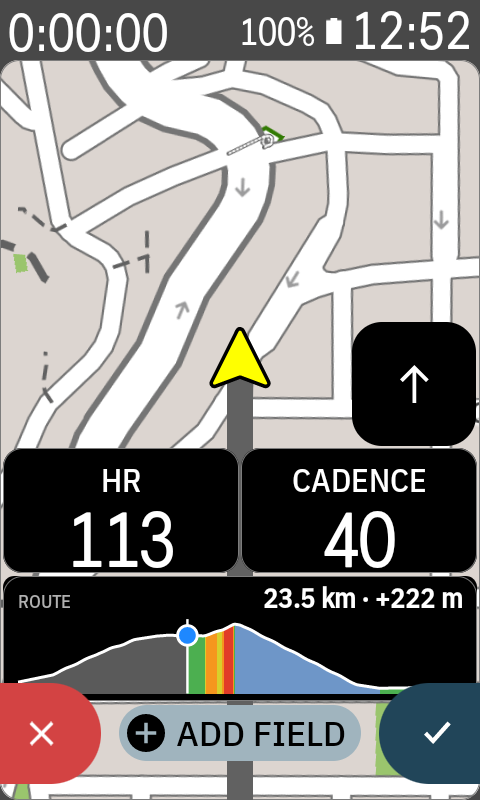 0:00:00 100% 12:52
HR CADENCE
113 40
ROUTE 23.5 km · +222 m
ADD FIELD